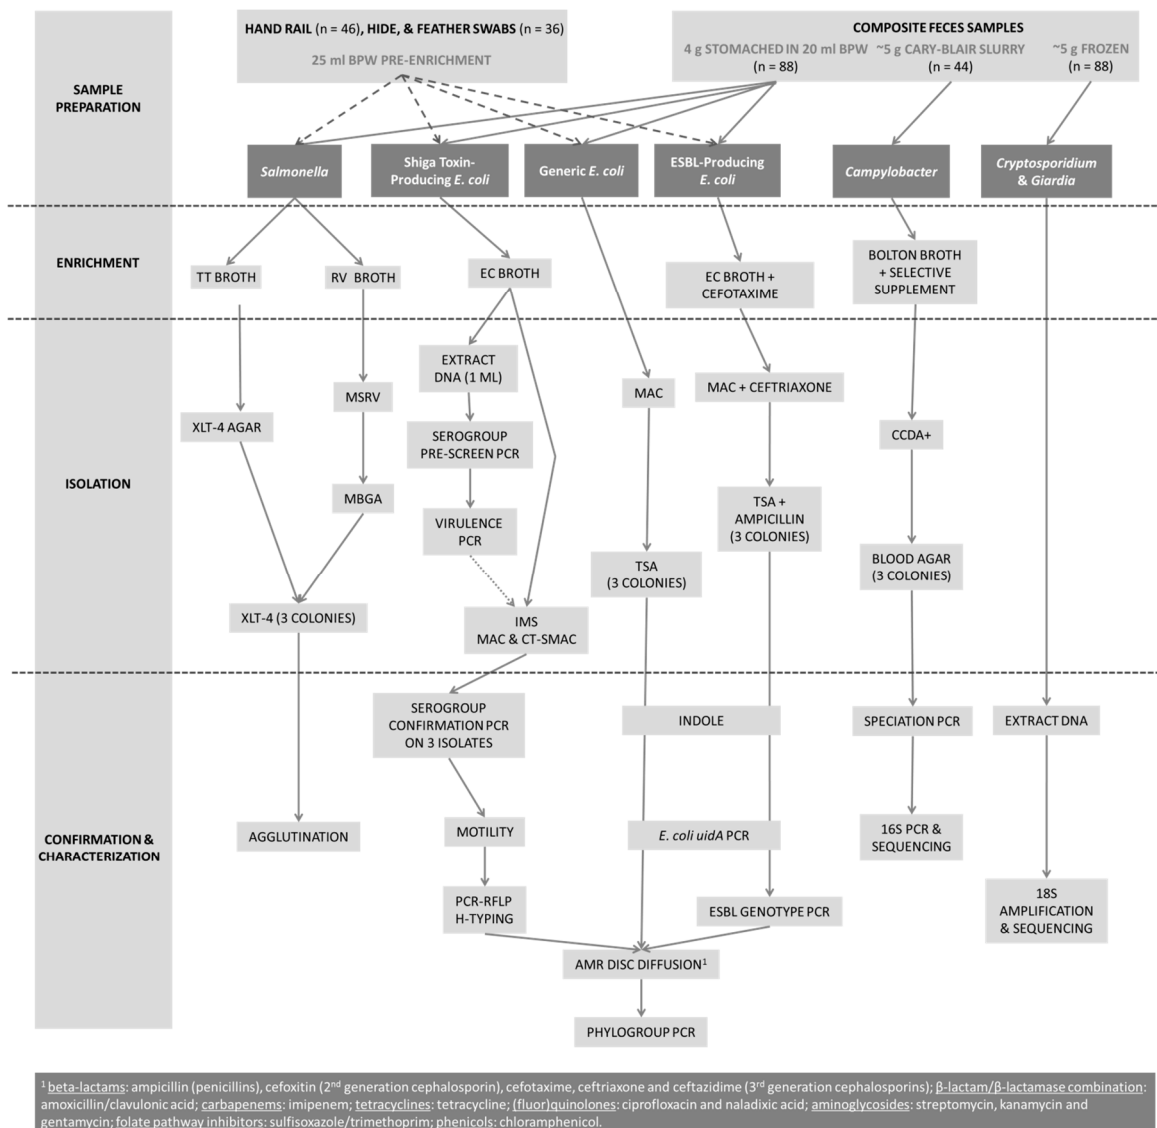 HAND RAIL (n = 46), HIDE, & FEATHER SWABS (n = 36)
25 ml BPW PRE-ENRICHMENT
COMPOSITE FECES SAMPLES
4 g STOMACHED IN 20 ml BPW
(n = 88)
~5 g CARY-BLAIR SLURRY
(n = 44)
~5 g FROZEN
(n = 88)
SAMPLE
PREPARATION
Salmonella
Shiga Toxin-
Producing E. coli
Generic E. coli
ESBL-Producing
E. coli
Campylobacter
Cryptosporidium
& Giardia
ENRICHMENT
TT BROTH
RV BROTH
EC BROTH
EC BROTH +
CEFOTAXIME
BOLTON BROTH
+ SELECTIVE
SUPPLEMENT
ISOLATION
XLT-4 AGAR
MSRV
MBGA
XLT-4 (3 COLONIES)
EXTRACT
DNA (1 ML)
SEROGROUP
PRE-SCREEN PCR
VIRULENCE
PCR
IMS
MAC & CT-SMAC
MAC
TSA
(3 COLONIES)
MAC + CEFTRIAXONE
TSA +
AMPICILLIN
(3 COLONIES)
CCDA+
BLOOD AGAR
(3 COLONIES)
CONFIRMATION &
CHARACTERIZATION
AGGLUTINATION
SEROGROUP
CONFIRMATION PCR
ON 3 ISOLATES
MOTILITY
PCR-RFLP
H-TYPING
INDOLE
E. coli uidA PCR
ESBL GENOTYPE PCR
AMR DISC DIFFUSION¹
PHYLOGROUP PCR
SPECIATION PCR
16S PCR &
SEQUENCING
EXTRACT DNA
18S
AMPLIFICATION
& SEQUENCING
¹ beta-lactams: ampicillin (penicillins), cefoxitin (2nd generation cephalosporin), cefotaxime, ceftriaxone and ceftazidime (3rd generation cephalosporins); β-lactam/β-lactamase combination:
amoxicillin/clavulonic acid; carbapenems: imipenem; tetracyclines: tetracycline; (fluor)quinolones: ciprofloxacin and naladixic acid; aminoglycosides: streptomycin, kanamycin and
gentamycin; folate pathway inhibitors: sulfisoxazole/trimethoprim; phenicols: chloramphenicol.